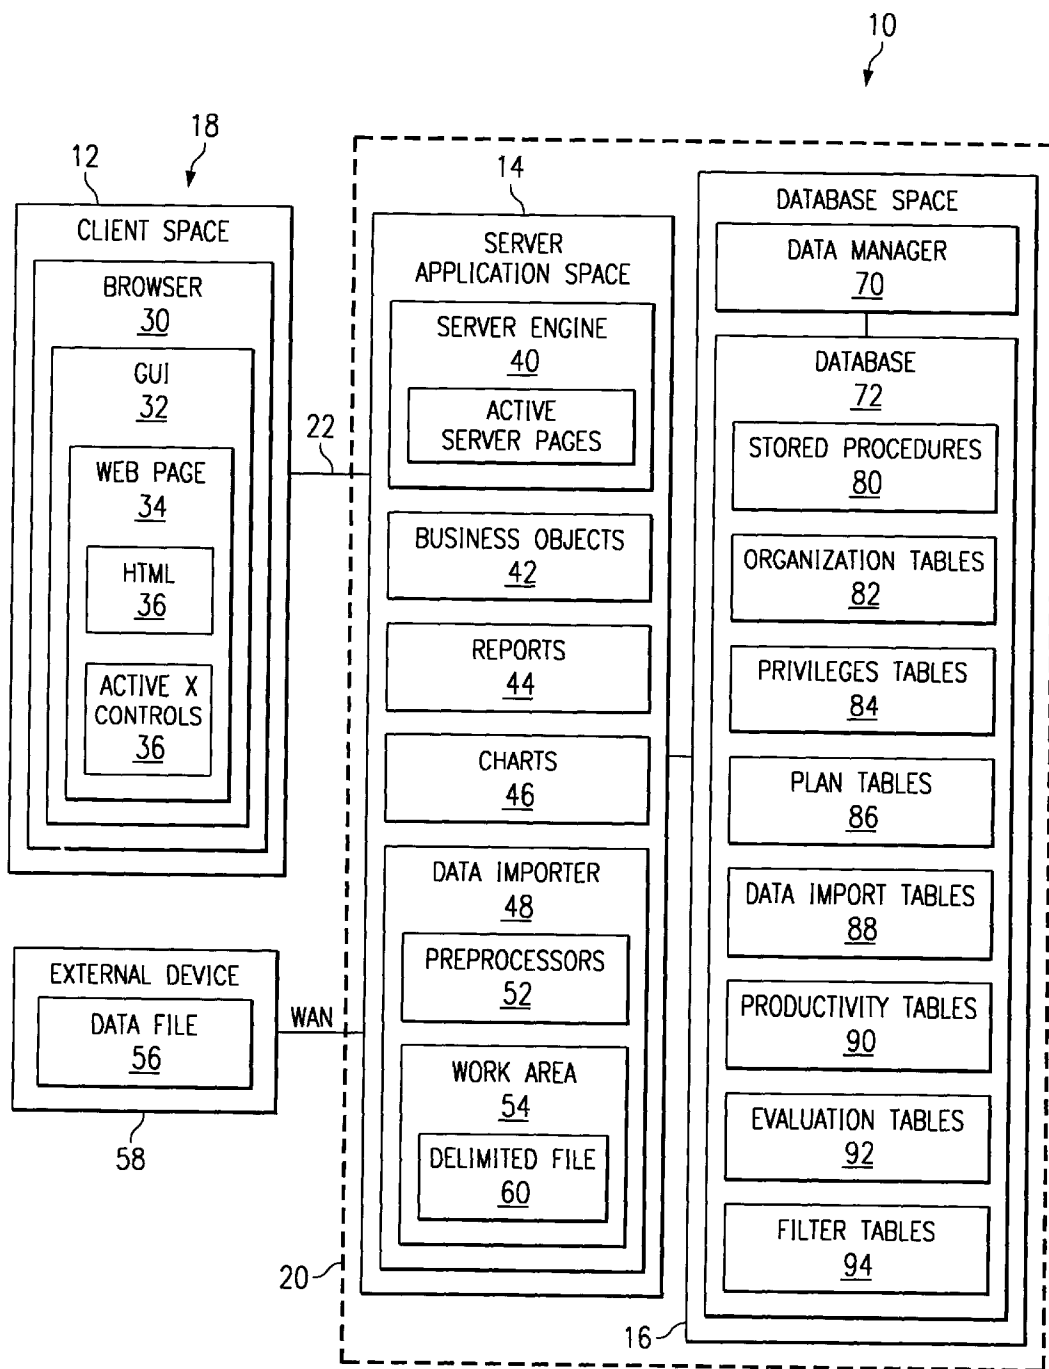 10
18
12
CLIENT SPACE
BROWSER
30
GUI
32
WEB PAGE
34
HTML
36
ACTIVE X
CONTROLS
36
22
EXTERNAL DEVICE
DATA FILE
56
58
WAN
20
14
SERVER
APPLICATION SPACE
SERVER ENGINE
40
ACTIVE
SERVER PAGES
BUSINESS OBJECTS
42
REPORTS
44
CHARTS
46
DATA IMPORTER
48
PREPROCESSORS
52
WORK AREA
54
DELIMITED FILE
60
DATABASE SPACE
DATA MANAGER
70
DATABASE
72
STORED PROCEDURES
80
ORGANIZATION TABLES
82
PRIVILEGES TABLES
84
PLAN TABLES
86
DATA IMPORT TABLES
88
PRODUCTIVITY TABLES
90
EVALUATION TABLES
92
FILTER TABLES
94
16